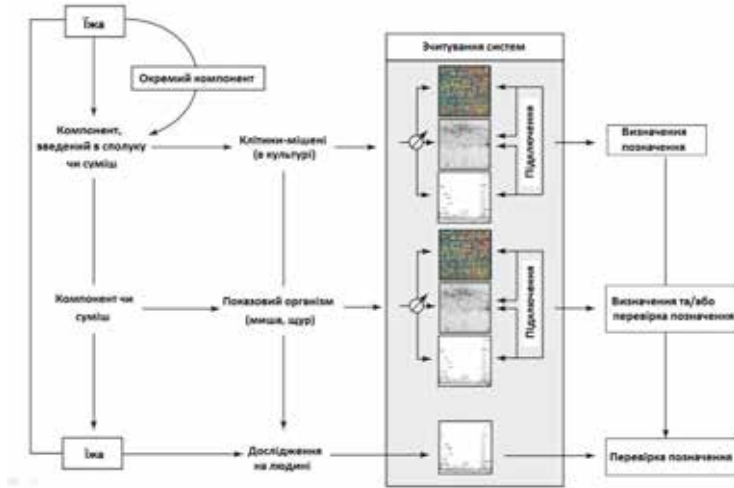 Їжа
Окремий компонент
Компонент,
введений в сполуку
чи суміш
Клітини-мішені
(в культурі)
Зчитування систем
Підключення
Визначення
позначення
Компонент чи
суміш
Показовий організм
(миша, щур)
Підключення
Визначення та/або
перевірка позначення
Їжа
Дослідження
на людині
Перевірка позначення